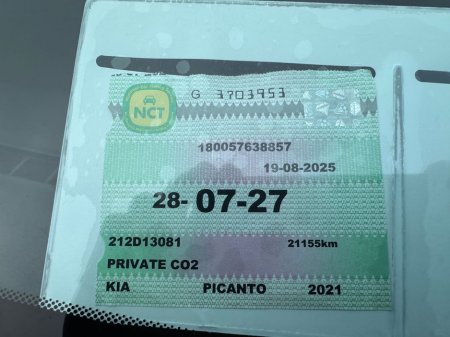 G 3703953
NCT
180057638857
19-08-2025
28-07-27
212D13081 21155km
PRIVATE CO2
KIA PICANTO 2021